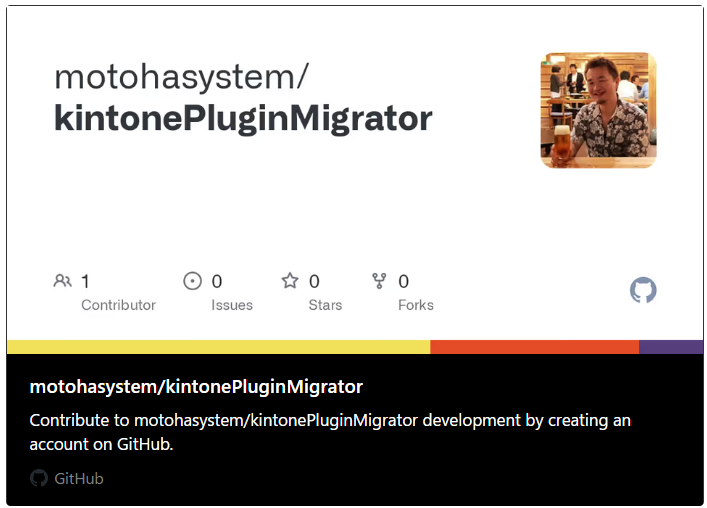 motohasystem/
kintonePluginMigrator
1
Contributor
0
Issues
0
Stars
0
Forks
motohasystem/kintonePluginMigrator
Contribute to motohasystem/kintonePluginMigrator development by creating an
account on GitHub.
GitHub